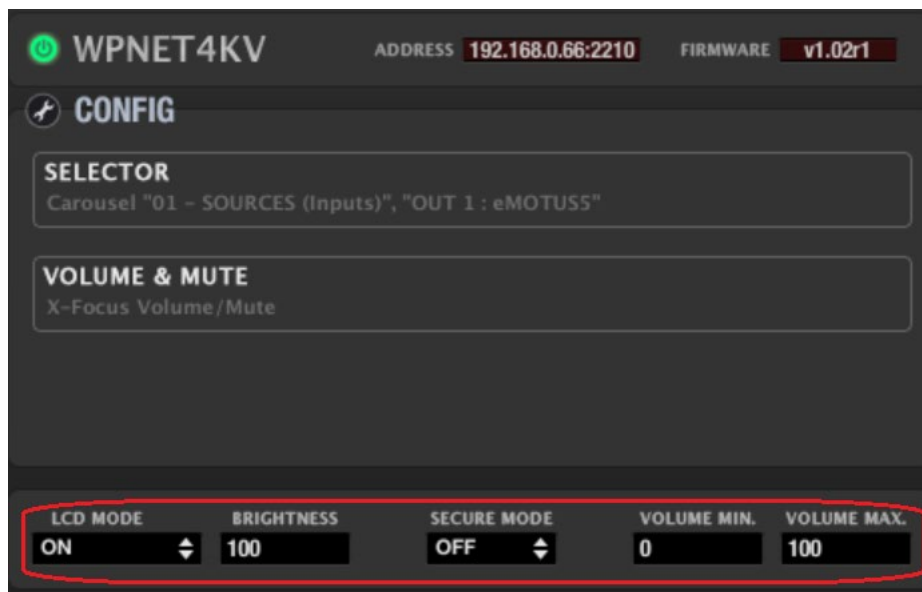 WPNET4KV ADDRESS 192.168.0.66:2210 FIRMWARE v1.02r1
CONFIG
SELECTOR
Carousel "01 – SOURCES (Inputs)", "OUT 1 : eMOTUS5"
VOLUME & MUTE
X-Focus Volume/Mute
LCD MODE BRIGHTNESS SECURE MODE VOLUME MIN. VOLUME MAX.
ON 100 OFF 0 100